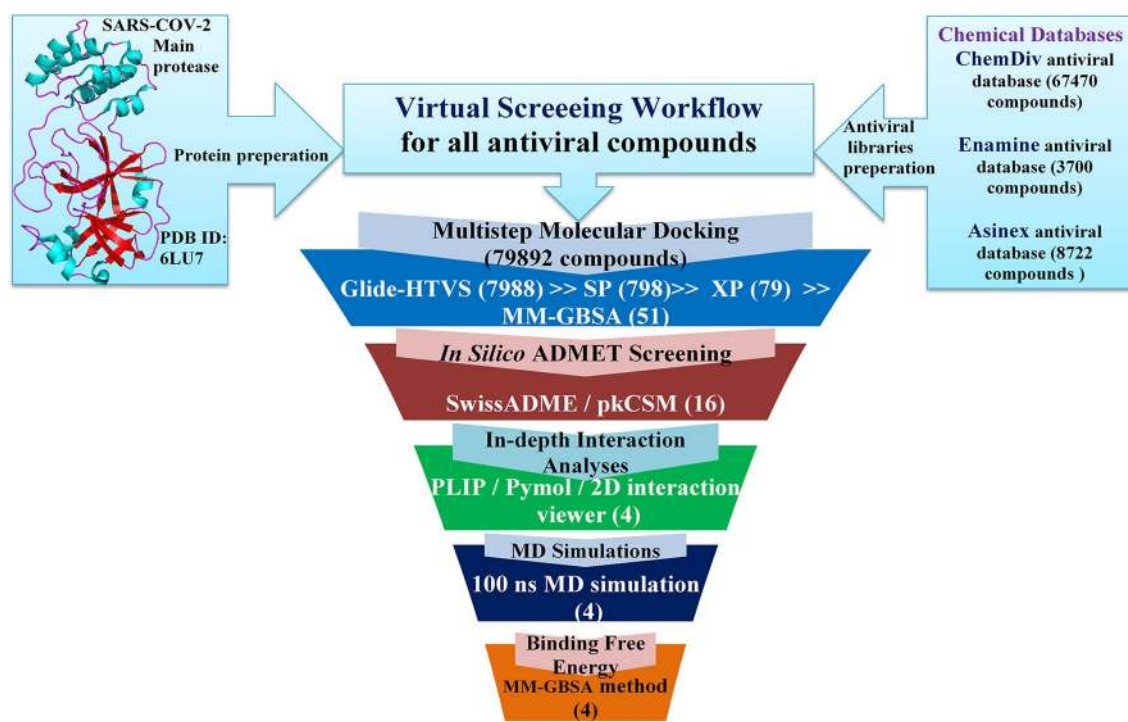 SARS-COV-2
Main
protease
Protein preperation
PDB ID:
6LU7
Virtual Screeeing Workflow
for all antiviral compounds
Chemical Databases
ChemDiv antiviral
database (67470
compounds)
Enamine antiviral
database (3700
compounds)
Asinex antiviral
database (8722
compounds )
Antiviral
libraries
preperation
Multistep Molecular Docking
(79892 compounds)
Glide-HTVS (7988) >> SP (798)>> XP (79) >>
MM-GBSA (51)
In Silico ADMET Screening
SwissADME / pkCSM (16)
In-depth Interaction
Analyses
PLIP / Pymol / 2D interaction
viewer (4)
MD Simulations
100 ns MD simulation
(4)
Binding Free
Energy
MM-GBSA method
(4)